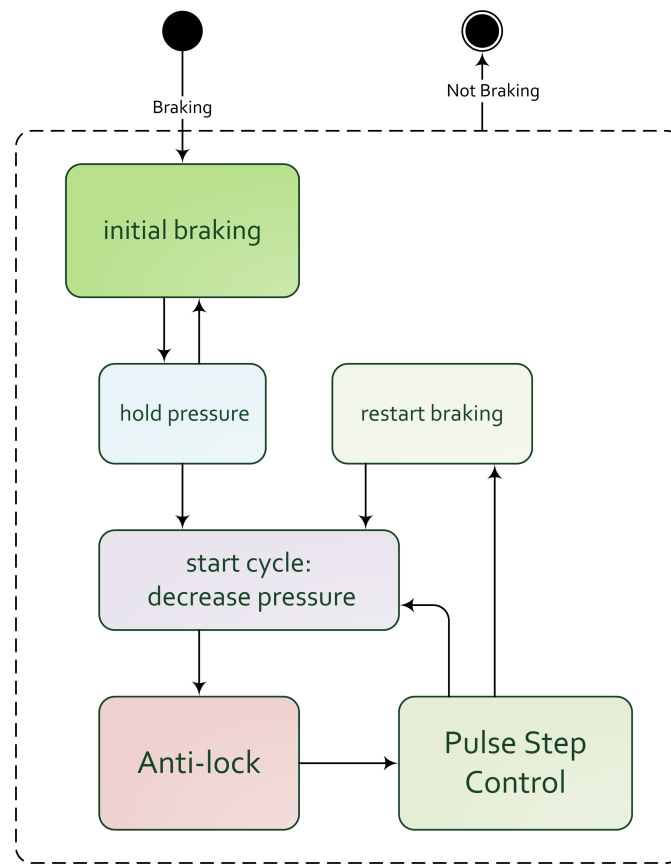 Braking
Not Braking
initial braking
hold pressure
restart braking
start cycle:
decrease pressure
Anti-lock
Pulse Step
Control